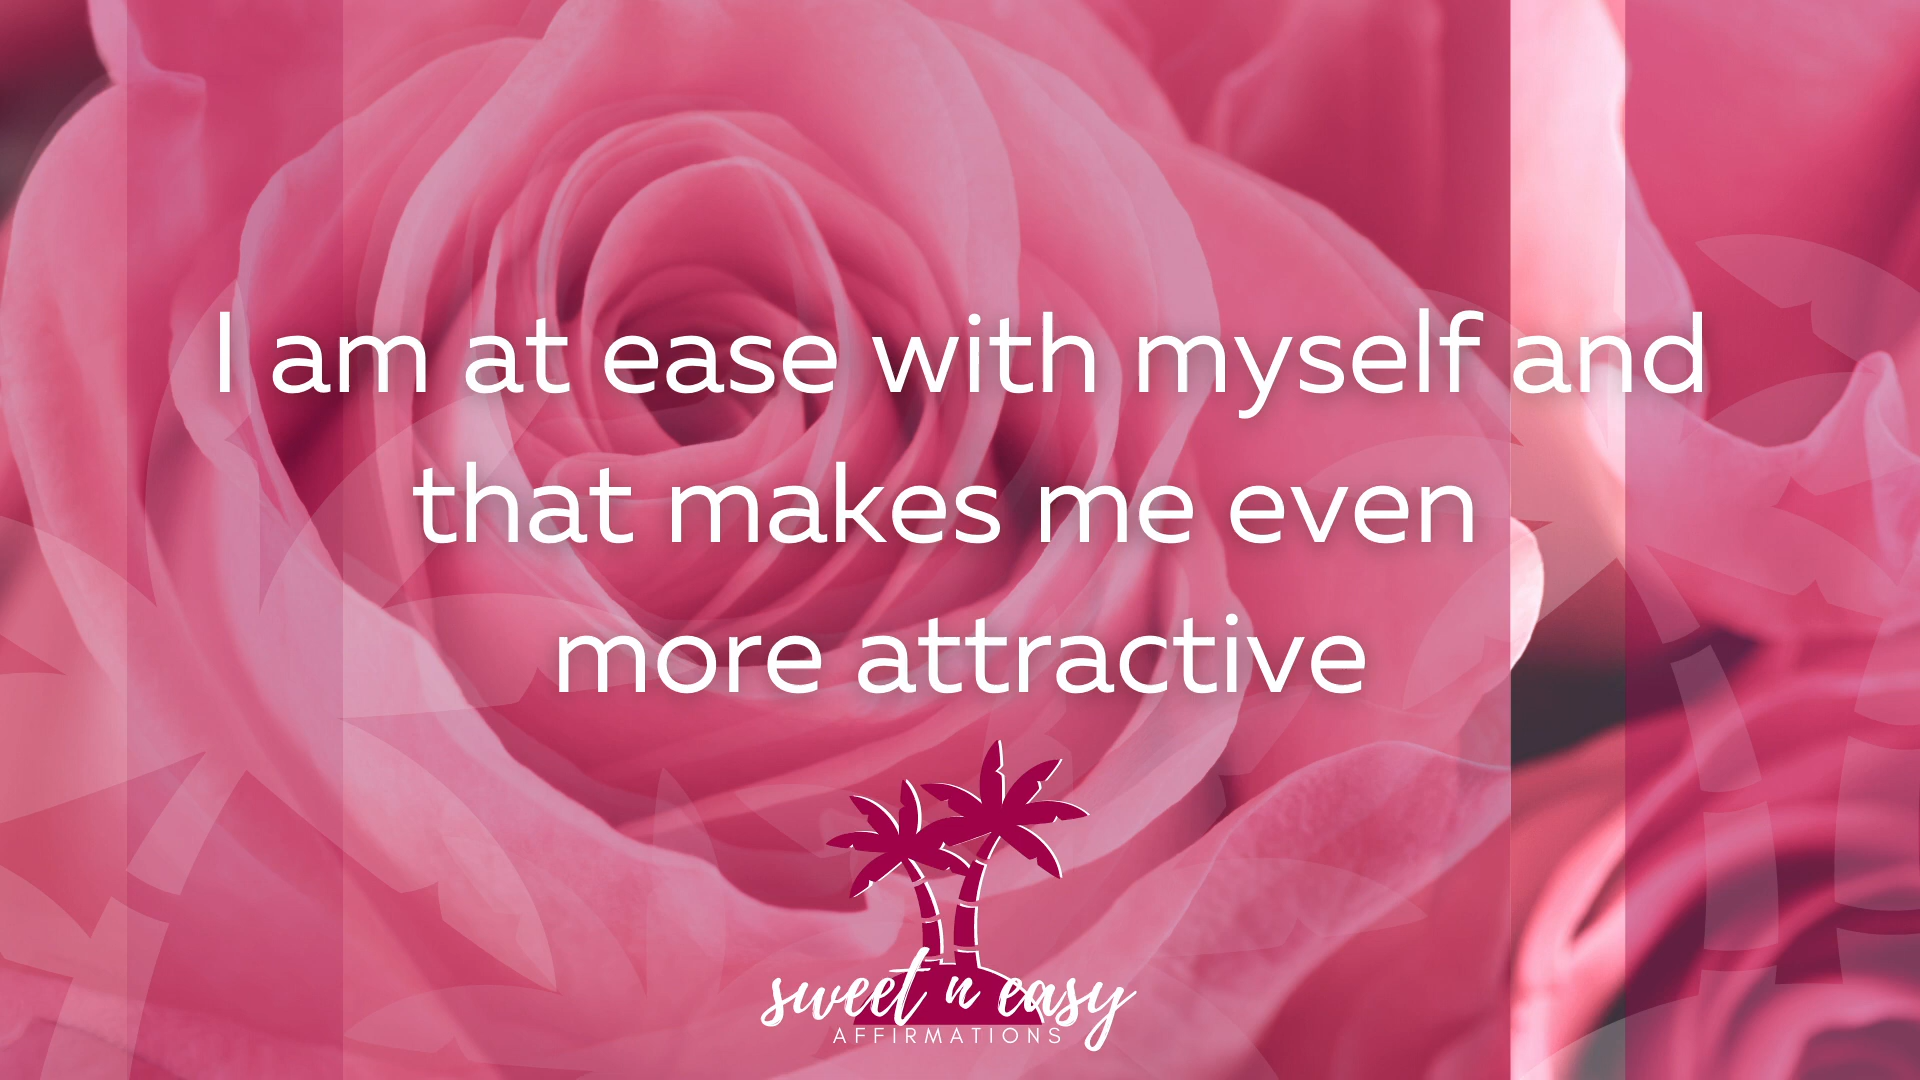 I am at ease with myself and
that makes me even
more attractive
sweet n easy
AFFIRMATIONS